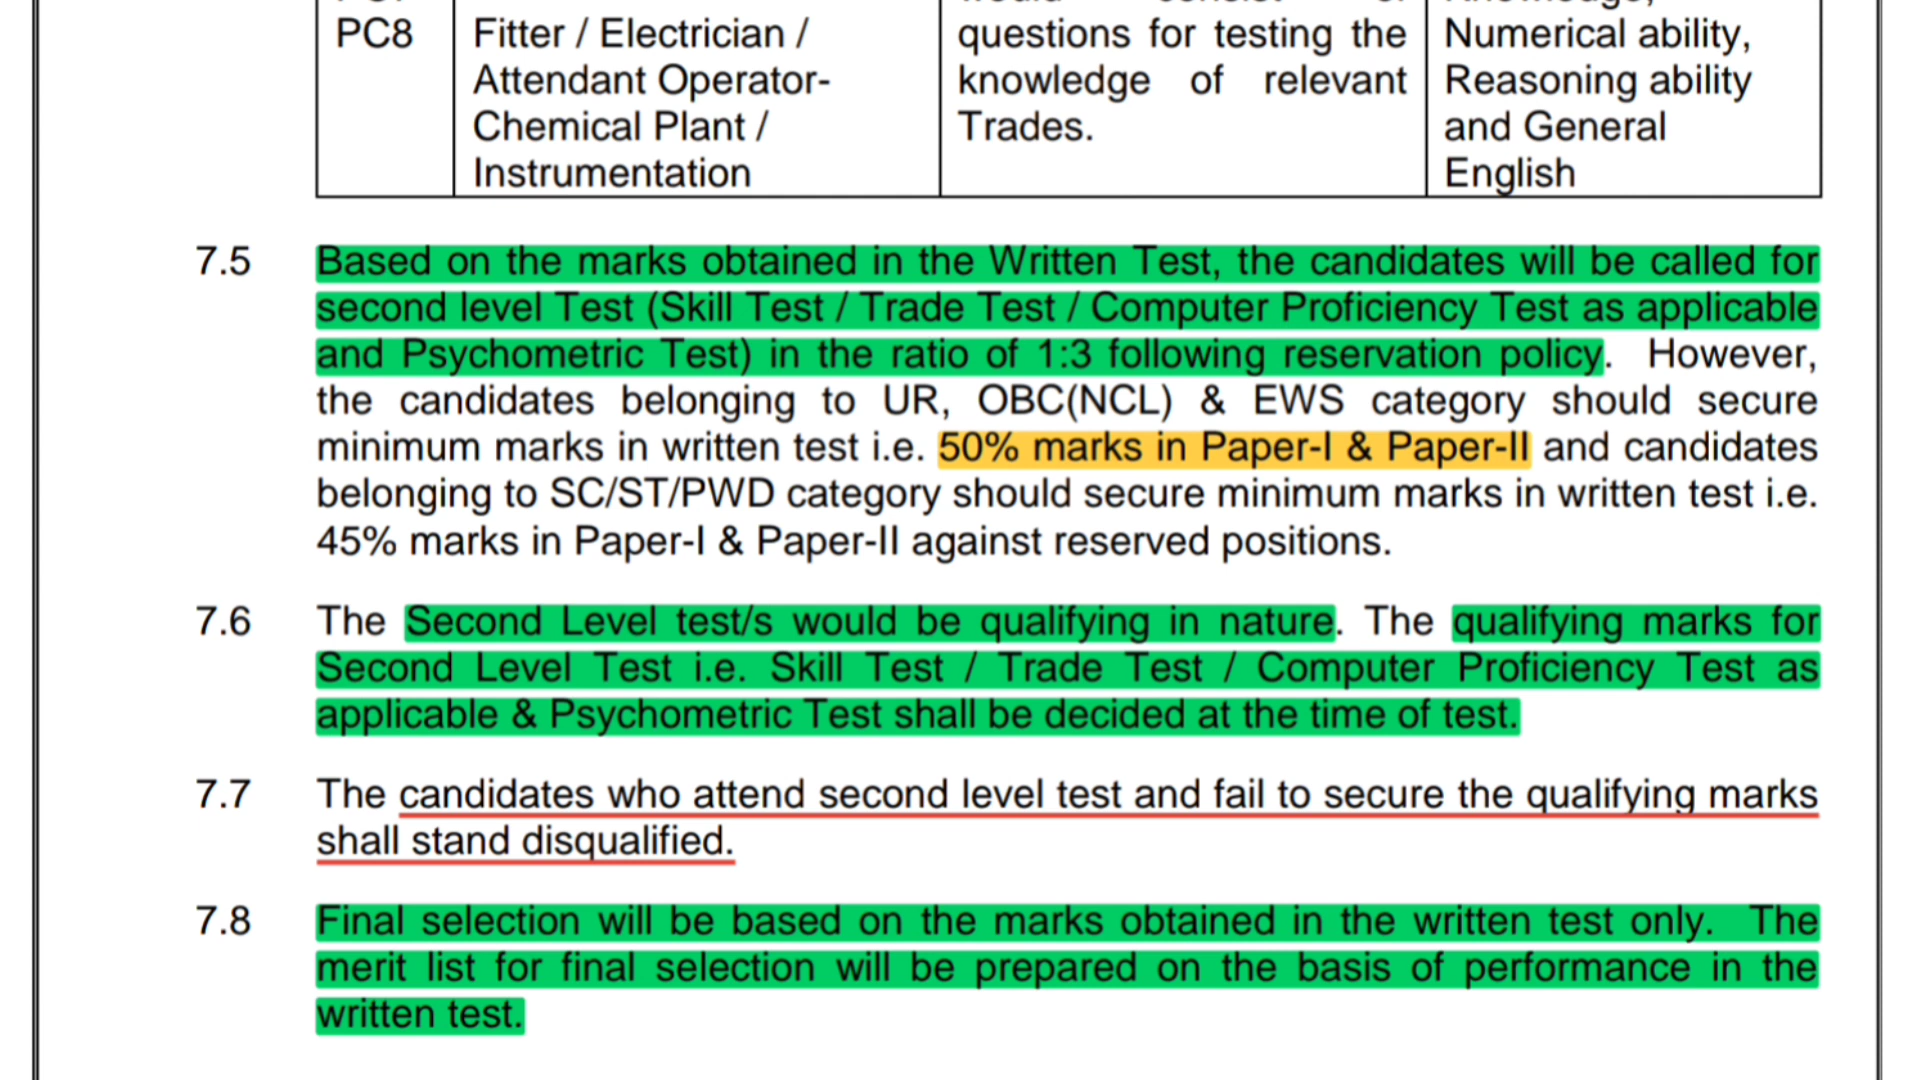 PC8
Fitter / Electrician /
Attendant Operator-
Chemical Plant /
Instrumentation
questions for testing the
knowledge of relevant
Trades.
Knowledge,
Numerical ability,
Reasoning ability
and General
English
7.5 Based on the marks obtained in the Written Test, the candidates will be called for
second level Test (Skill Test / Trade Test / Computer Proficiency Test as applicable
and Psychometric Test) in the ratio of 1:3 following reservation policy. However,
the candidates belonging to UR, OBC(NCL) & EWS category should secure
minimum marks in written test i.e. 50% marks in Paper-I & Paper-II and candidates
belonging to SC/ST/PWD category should secure minimum marks in written test i.e.
45% marks in Paper-I & Paper-II against reserved positions.
7.6 The Second Level test/s would be qualifying in nature. The qualifying marks for
Second Level Test i.e. Skill Test / Trade Test / Computer Proficiency Test as
applicable & Psychometric Test shall be decided at the time of test.
7.7 The candidates who attend second level test and fail to secure the qualifying marks
shall stand disqualified.
7.8 Final selection will be based on the marks obtained in the written test only. The
merit list for final selection will be prepared on the basis of performance in the
written test.